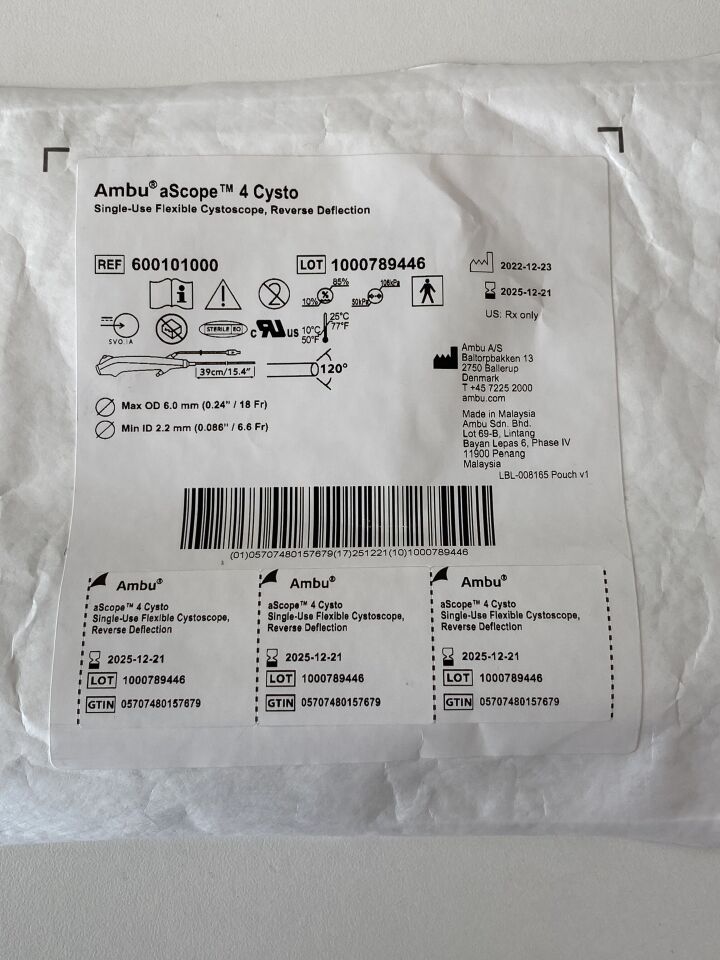 Ambu® aScope™ 4 Cysto
Single-Use Flexible Cystoscope, Reverse Deflection
REF 600101000
LOT 1000789446
2022-12-23
2025-12-21
US: Rx only
i
2
10% % 85%
50kPa 106kPa
SVO.IA
STERILE EO
c UR US
10°C 50°F 25°C 77°F
39cm/15.4"
120°
Max OD 6.0 mm (0.24" / 18 Fr)
Min ID 2.2 mm (0.086" / 6.6 Fr)
Ambu A/S
Baltorpbakken 13
2750 Ballerup
Denmark
T +45 7225 2000
ambu.com
Made in Malaysia
Ambu Sdn. Bhd.
Lot 69-B, Lintang
Bayan Lepas 6, Phase IV
11900 Penang
Malaysia
LBL-008165 Pouch v1
(01)05707480157679(17)251221(10)1000789446
Ambu®
aScope™ 4 Cysto
Single-Use Flexible Cystoscope,
Reverse Deflection
2025-12-21
LOT 1000789446
GTIN 05707480157679
Ambu®
aScope™ 4 Cysto
Single-Use Flexible Cystoscope,
Reverse Deflection
2025-12-21
LOT 1000789446
GTIN 05707480157679
Ambu®
aScope™ 4 Cysto
Single-Use Flexible Cystoscope,
Reverse Deflection
2025-12-21
LOT 1000789446
GTIN 05707480157679